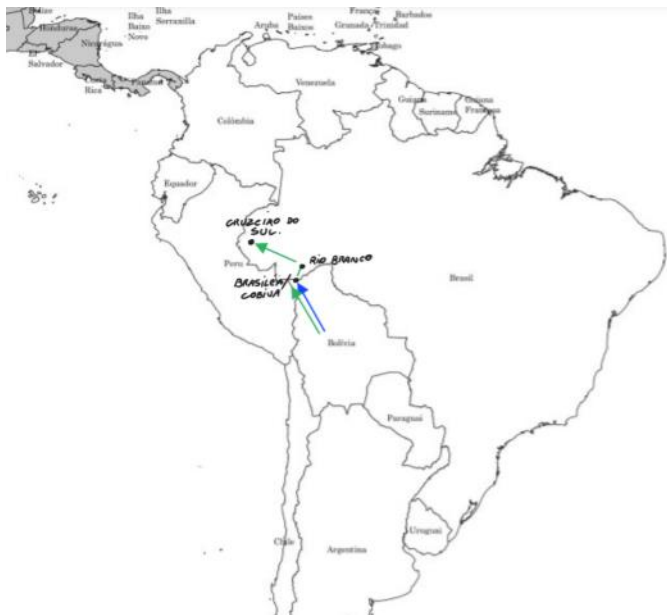 Belize
Ilha
Serranilla
Honduras
Ilha
Bajo
Novo
Nicarágua
El
Salvador
Costa
Rica
Panamá
Aruba
Países
Baixos
França
Barbados
Granada
Trinidad
Tobago
Venezuela
Guiana
Suriname
Guiana
Francesa
Colômbia
Equador
CRUZEIRO DO
SUL.
RIO BRANCO
Peru
BRASILEIA/
COBIJA
Brasil
Bolívia
Paraguai
Chile
Uruguai
Argentina